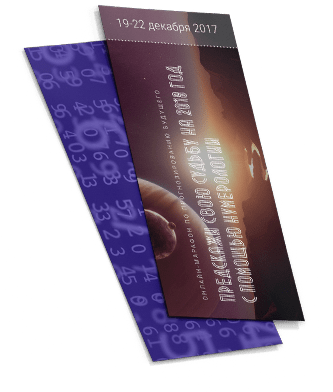 19-22 декабря 2017
ОНЛАЙН-МАРАФОН ПО ПРОГНОЗИРОВАНИЮ БУДУЩЕГО
ПРЕДСКАЖИ СВОЮ СУДЬБУ НА 2018 ГОД
С ПОМОЩЬЮ НУМЕРОЛОГИИ